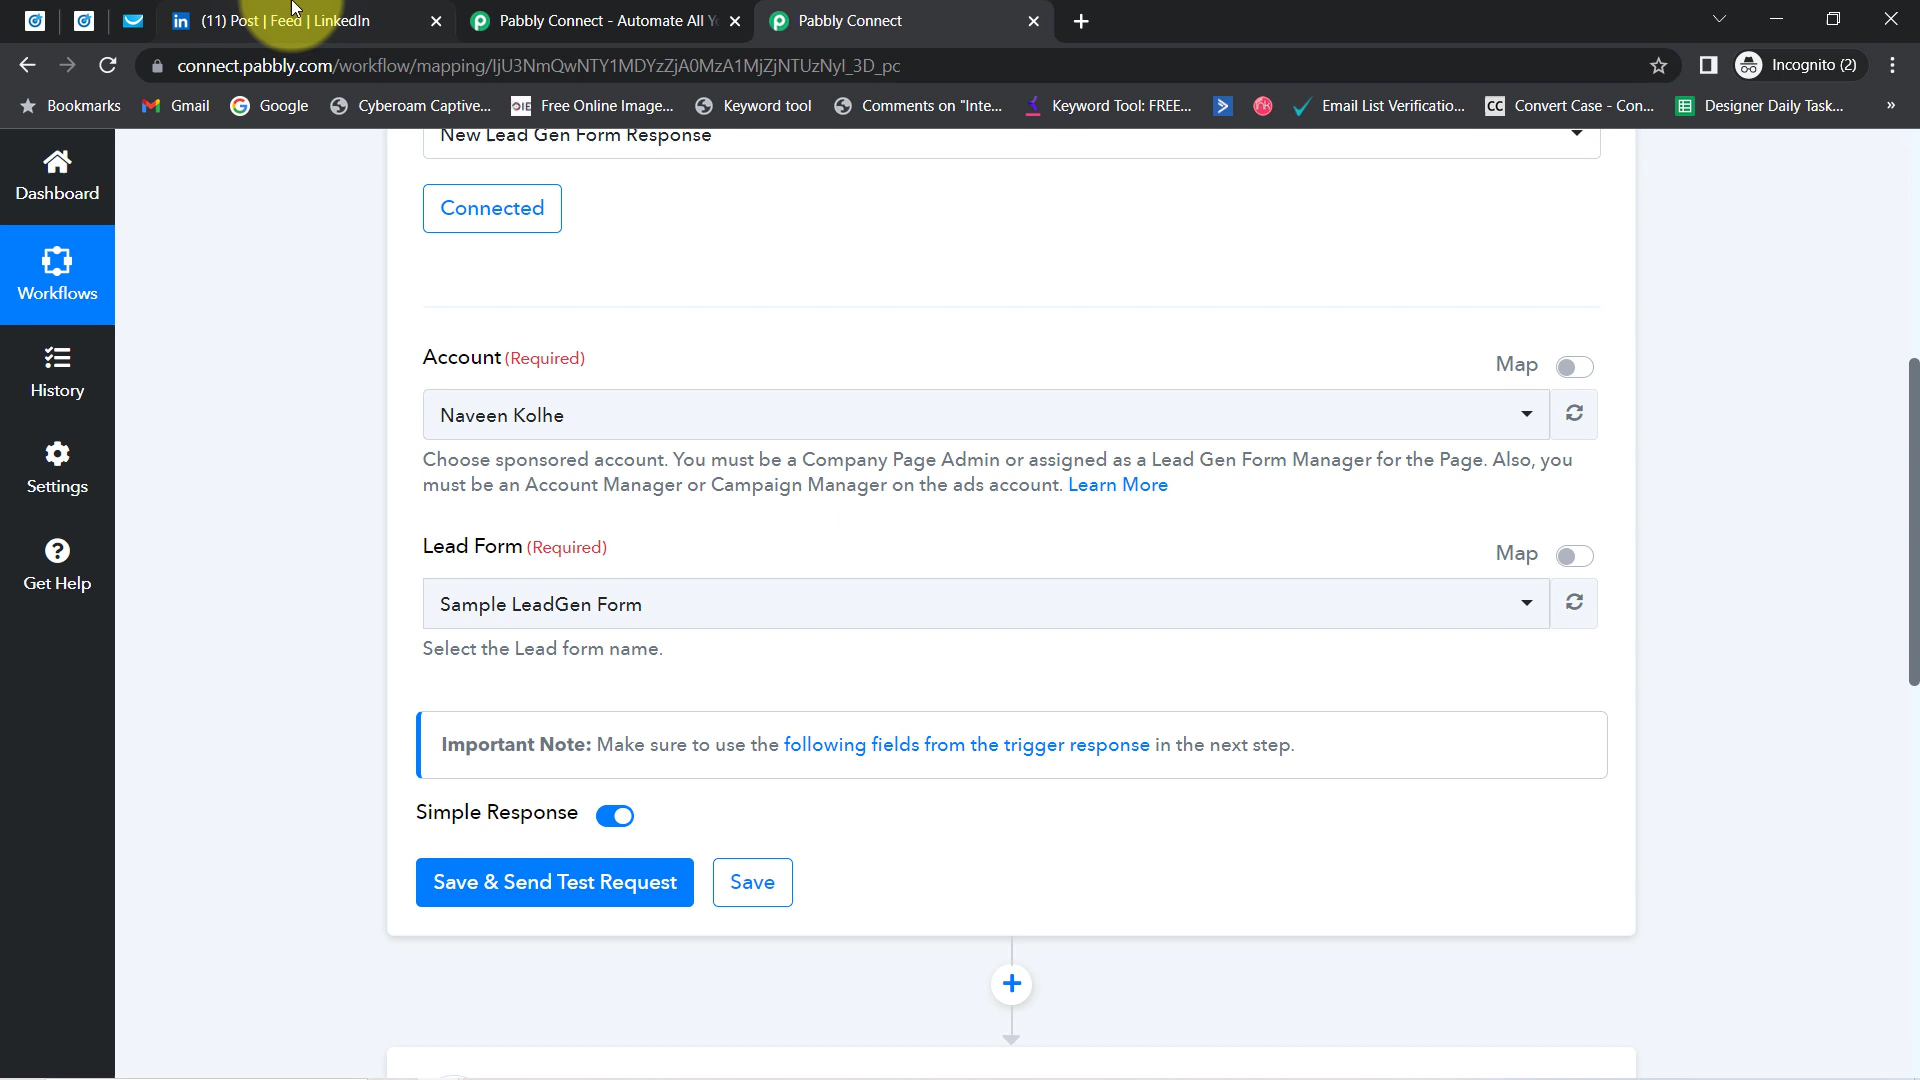 (11) Post | Feed | LinkedIn
Pabbly Connect - Automate All Y
Pabbly Connect
connect.pabbly.com/workflow/mapping/IjU3NmQwNTY1MDYzZjA0MzA1MjZjNTUzNyI_3D_pc
Incognito (2)
Bookmarks
Gmail
Google
Cyberoam Captive...
OIE Free Online Image...
Keyword tool
Comments on "Inte...
Keyword Tool: FREE...
Email List Verificatio...
CC Convert Case - Con...
Designer Daily Task...
»
Dashboard
Workflows
History
Settings
Get Help
New Lead Gen Form Response
Connected
Account (Required)
Map
Naveen Kolhe
Choose sponsored account. You must be a Company Page Admin or assigned as a Lead Gen Form Manager for the Page. Also, you
must be an Account Manager or Campaign Manager on the ads account. Learn More
Lead Form (Required)
Map
Sample LeadGen Form
Select the Lead form name.
Important Note: Make sure to use the following fields from the trigger response in the next step.
Simple Response
Save & Send Test Request
Save